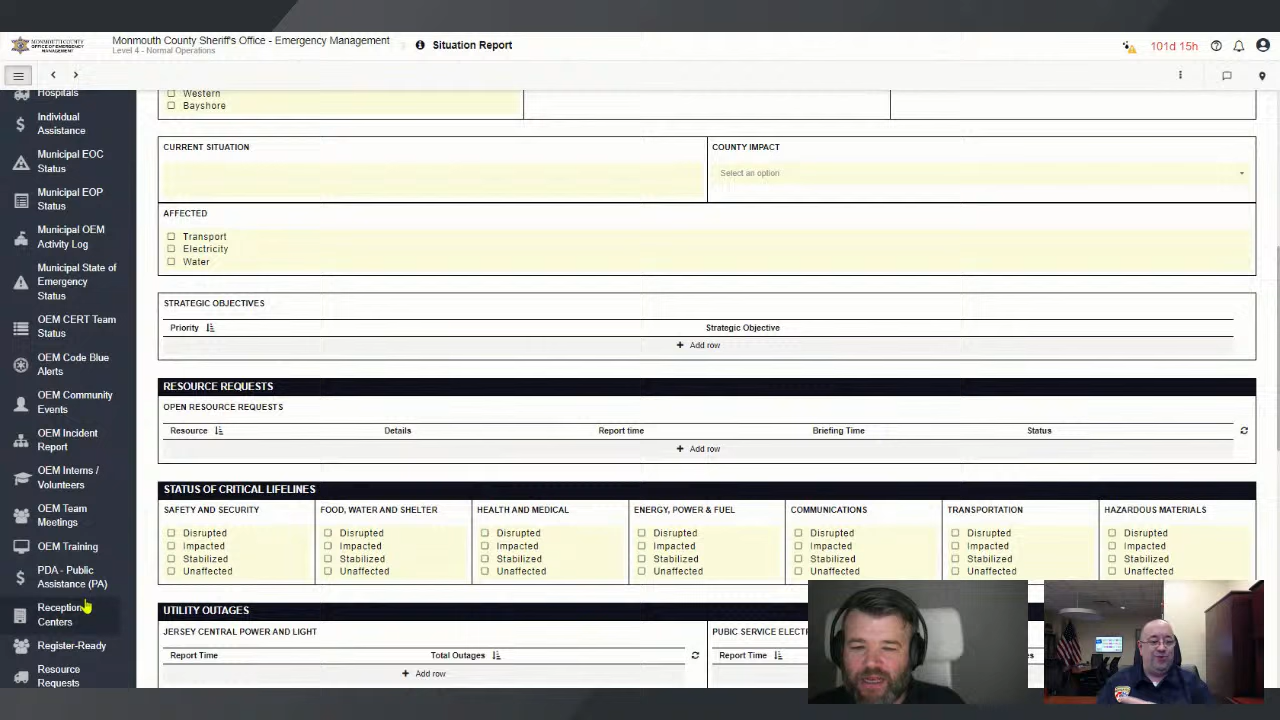 MONMOUTH COUNTY
OFFICE OF EMERGENCY
MANAGEMENT
Monmouth County Sheriff's Office - Emergency Management
Level 4 - Normal Operations
Situation Report
101d 15h
Hospitals
Individual
Assistance
Municipal EOC
Status
Municipal EOP
Status
Municipal OEM
Activity Log
Municipal State of
Emergency
Status
OEM CERT Team
Status
OEM Code Blue
Alerts
OEM Community
Events
OEM Incident
Report
OEM Interns /
Volunteers
OEM Team
Meetings
OEM Training
PDA - Public
Assistance (PA)
Reception
Centers
Register-Ready
Resource
Requests
Western
Bayshore
CURRENT SITUATION
COUNTY IMPACT
Select an option
AFFECTED
Transport
Electricity
Water
STRATEGIC OBJECTIVES
Priority Strategic Objective
+ Add row
RESOURCE REQUESTS
OPEN RESOURCE REQUESTS
Resource Details Report time Briefing Time Status
+ Add row
STATUS OF CRITICAL LIFELINES
SAFETY AND SECURITY FOOD, WATER AND SHELTER HEALTH AND MEDICAL ENERGY, POWER & FUEL COMMUNICATIONS TRANSPORTATION HAZARDOUS MATERIALS
Disrupted Disrupted Disrupted Disrupted Disrupted Disrupted Disrupted
Impacted Impacted Impacted Impacted Impacted Impacted Impacted
Stabilized Stabilized Stabilized Stabilized Stabilized Stabilized Stabilized
Unaffected Unaffected Unaffected Unaffected Unaffected Unaffected Unaffected
UTILITY OUTAGES
JERSEY CENTRAL POWER AND LIGHT PUBIC SERVICE ELECT
Report Time Total Outages Report Time
+ Add row